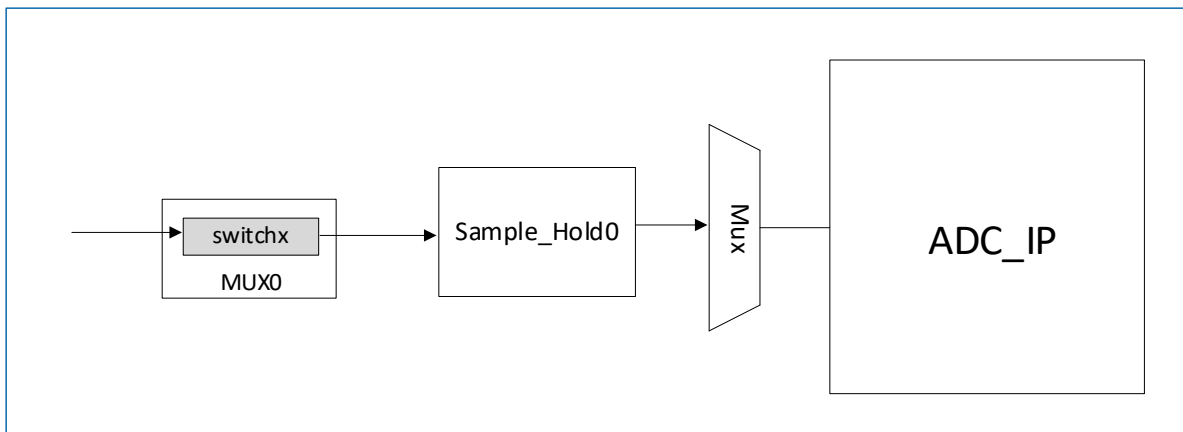 switchx
MUX0
Sample_Hold0
Mux
ADC_IP